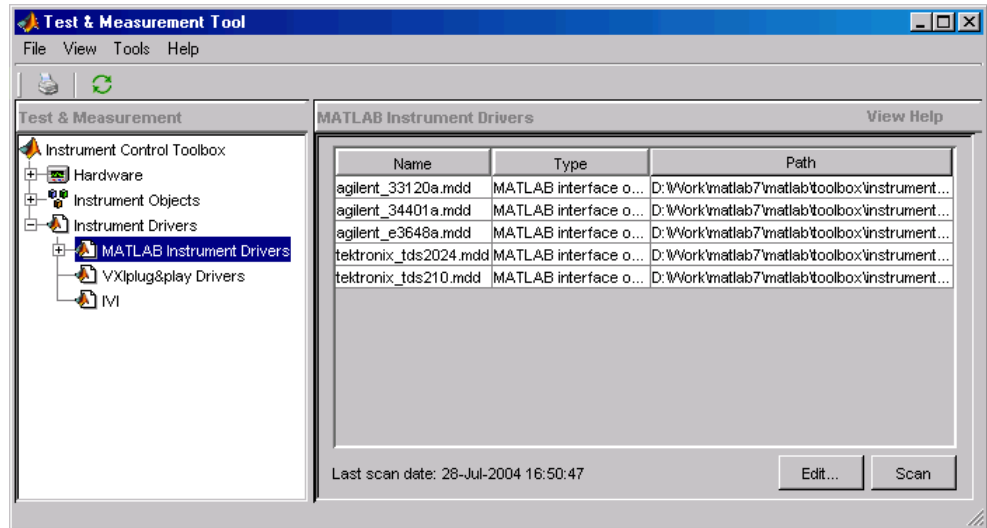 Test & Measurement Tool
File View Tools Help
Test & Measurement
MATLAB Instrument Drivers View Help
Instrument Control Toolbox
Hardware
Instrument Objects
Instrument Drivers
MATLAB Instrument Drivers
VXIplug&play Drivers
IVI
Name Type Path
agilent_33120a.mdd MATLAB interface o... D:\Work\matlab7\matlab\toolbox\instrument...
agilent_34401a.mdd MATLAB interface o... D:\Work\matlab7\matlab\toolbox\instrument...
agilent_e3648a.mdd MATLAB interface o... D:\Work\matlab7\matlab\toolbox\instrument...
tektronix_tds2024.mdd MATLAB interface o... D:\Work\matlab7\matlab\toolbox\instrument...
tektronix_tds210.mdd MATLAB interface o... D:\Work\matlab7\matlab\toolbox\instrument...
Last scan date: 28-Jul-2004 16:50:47 Edit... Scan